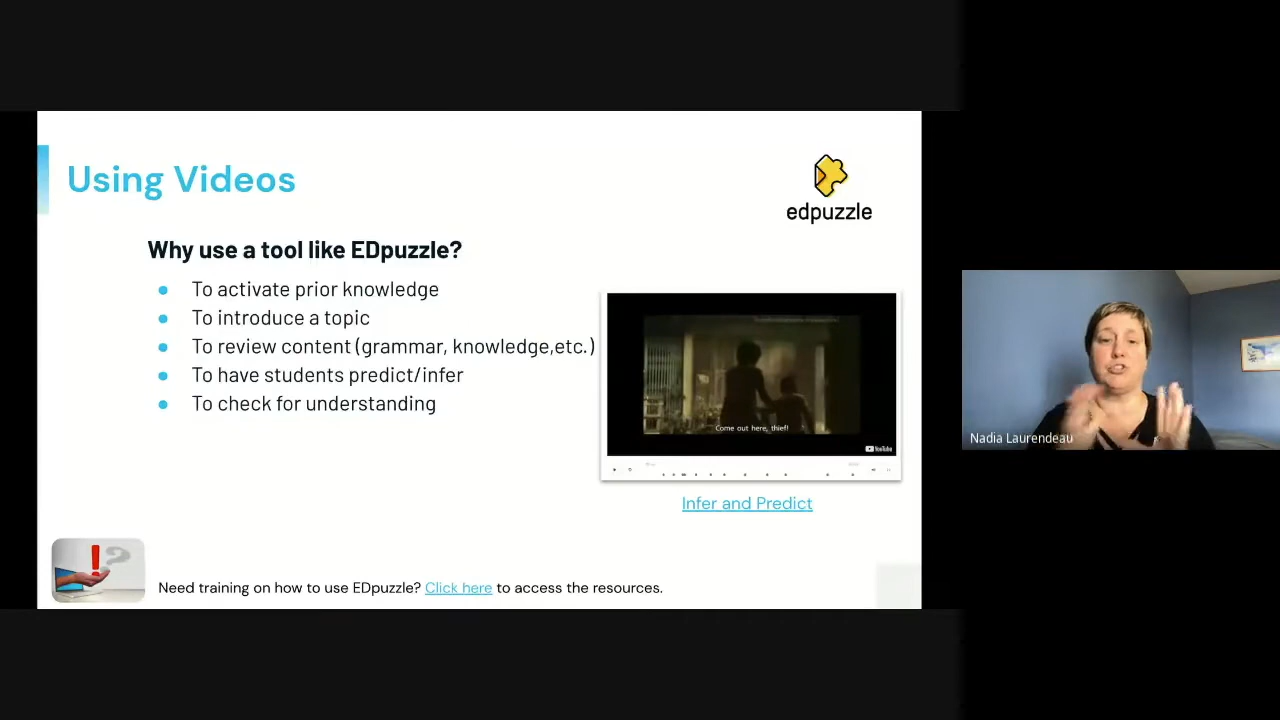 Using Videos
edpuzzle
Why use a tool like EDpuzzle?
To activate prior knowledge
To introduce a topic
To review content (grammar, knowledge,etc.)
To have students predict/infer
To check for understanding
Come out here, thief!
YouTube
Infer and Predict
Nadia Laurendeau
Need training on how to use EDpuzzle? Click here to access the resources.